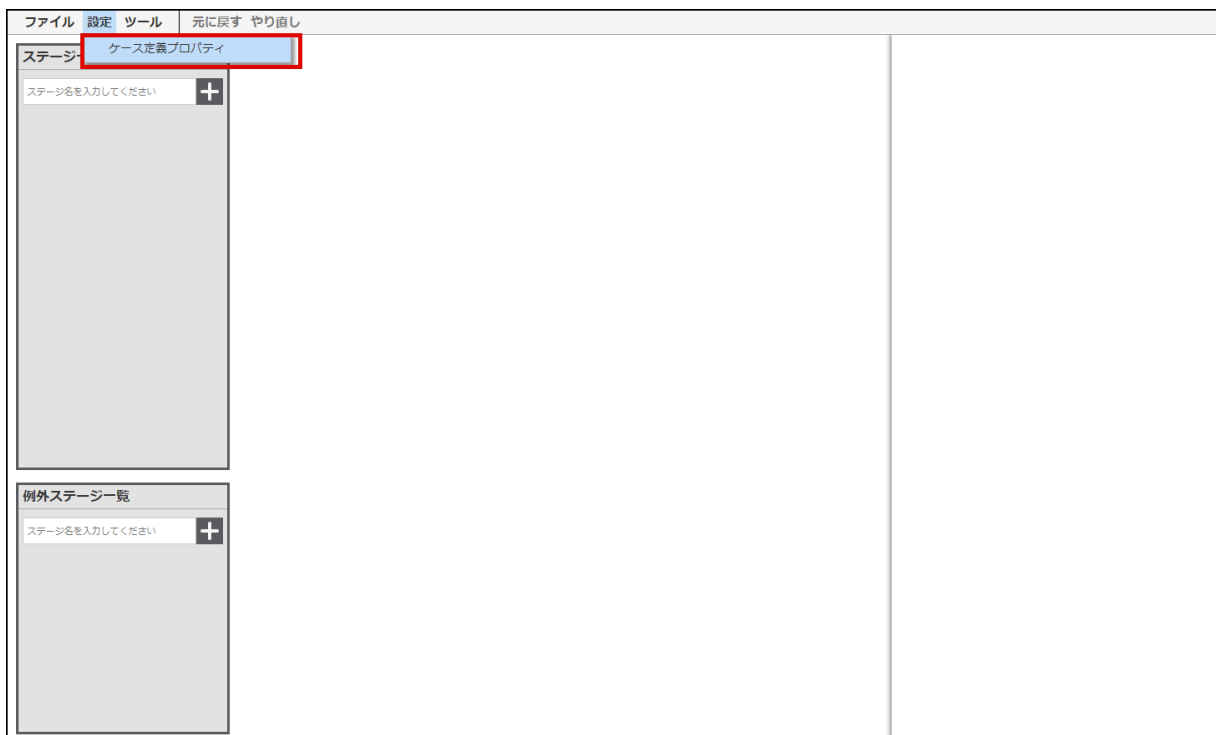 ファイル 設定 ツール 元に戻す やり直し
ケース定義プロパティ
ステージ
ステージ名を入力してください
例外ステージ一覧
ステージ名を入力してください